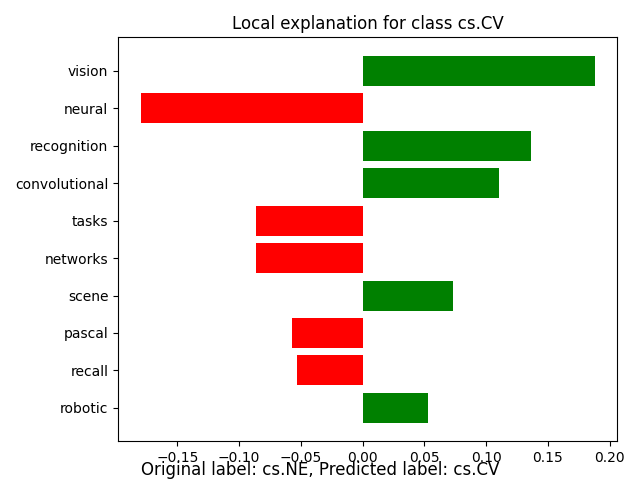 Local explanation for class cs.CV
vision
neural
recognition
convolutional
tasks
networks
scene
pascal
recall
robotic
−0.15 −0.10 −0.05 0.00 0.05 0.10 0.15 0.20
Original label: cs.NE, Predicted label: cs.CV